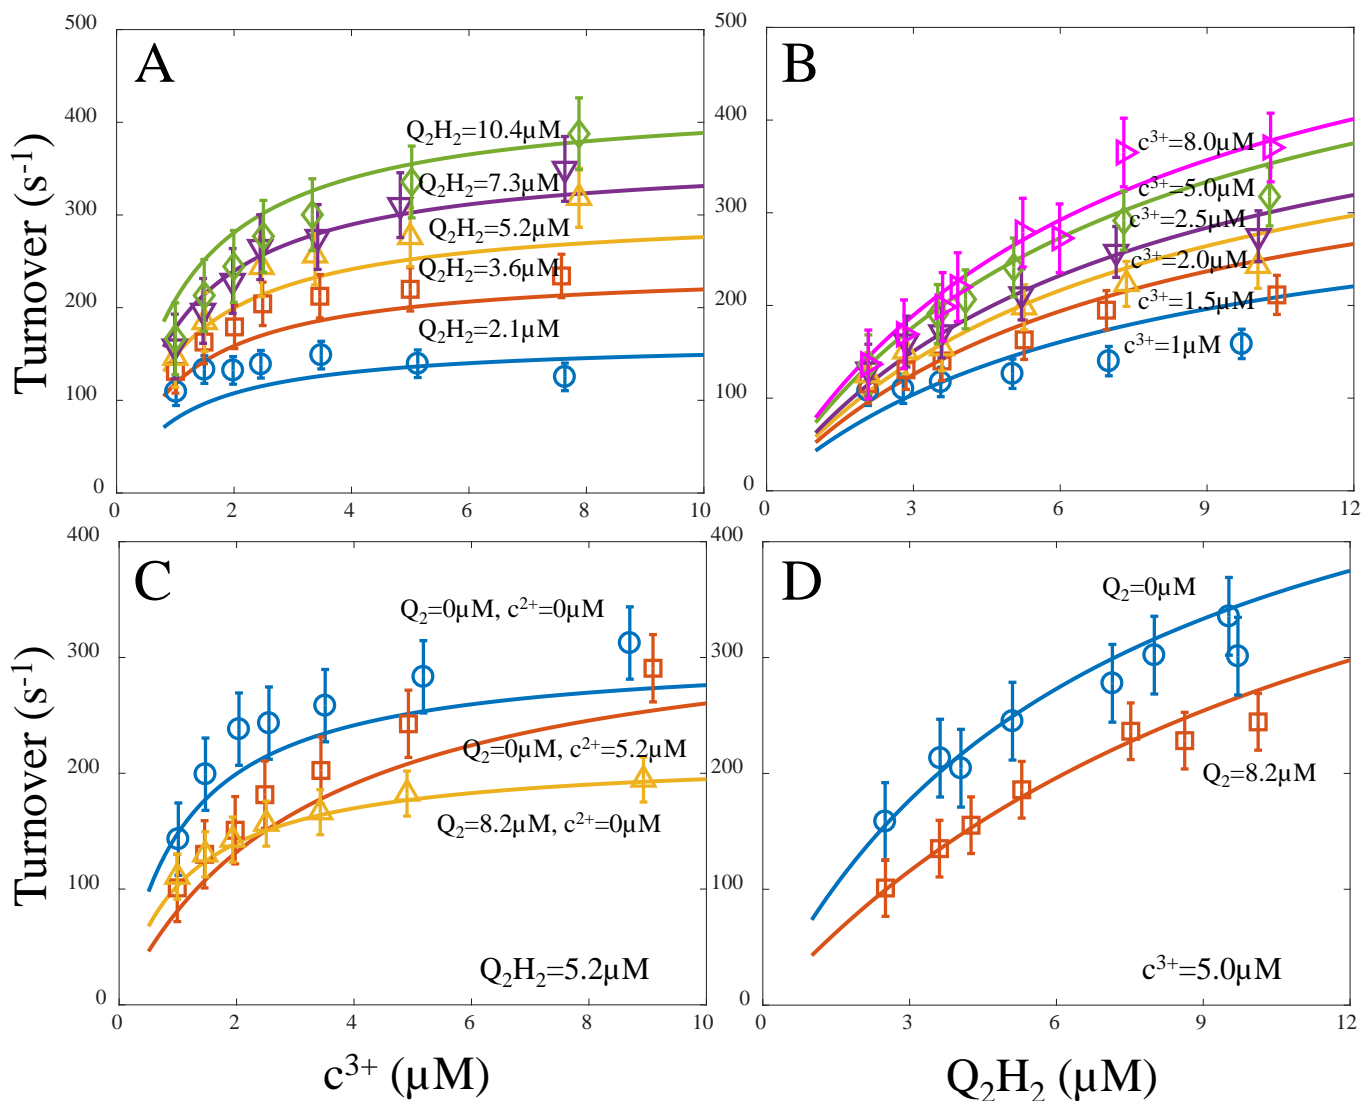 A
B
Turnover (s⁻¹)
500
400
300
200
100
0
0 2 4 6 8 10
Q₂H₂=10.4µM
Q₂H₂=7.3µM
Q₂H₂=5.2µM
Q₂H₂=3.6µM
Q₂H₂=2.1µM
500
400
300
200
100
0
0 3 6 9 12
c³⁺=8.0µM
c³⁺=5.0µM
c³⁺=2.5µM
c³⁺=2.0µM
c³⁺=1.5µM
c³⁺=1µM
C
D
Turnover (s⁻¹)
400
300
200
100
0
0 2 4 6 8 10
Q₂=0µM, c²⁺=0µM
Q₂=0µM, c²⁺=5.2µM
Q₂=8.2µM, c²⁺=0µM
Q₂H₂=5.2µM
c³⁺ (µM)
400
300
200
100
0
0 3 6 9 12
Q₂=0µM
Q₂=8.2µM
c³⁺=5.0µM
Q₂H₂ (µM)